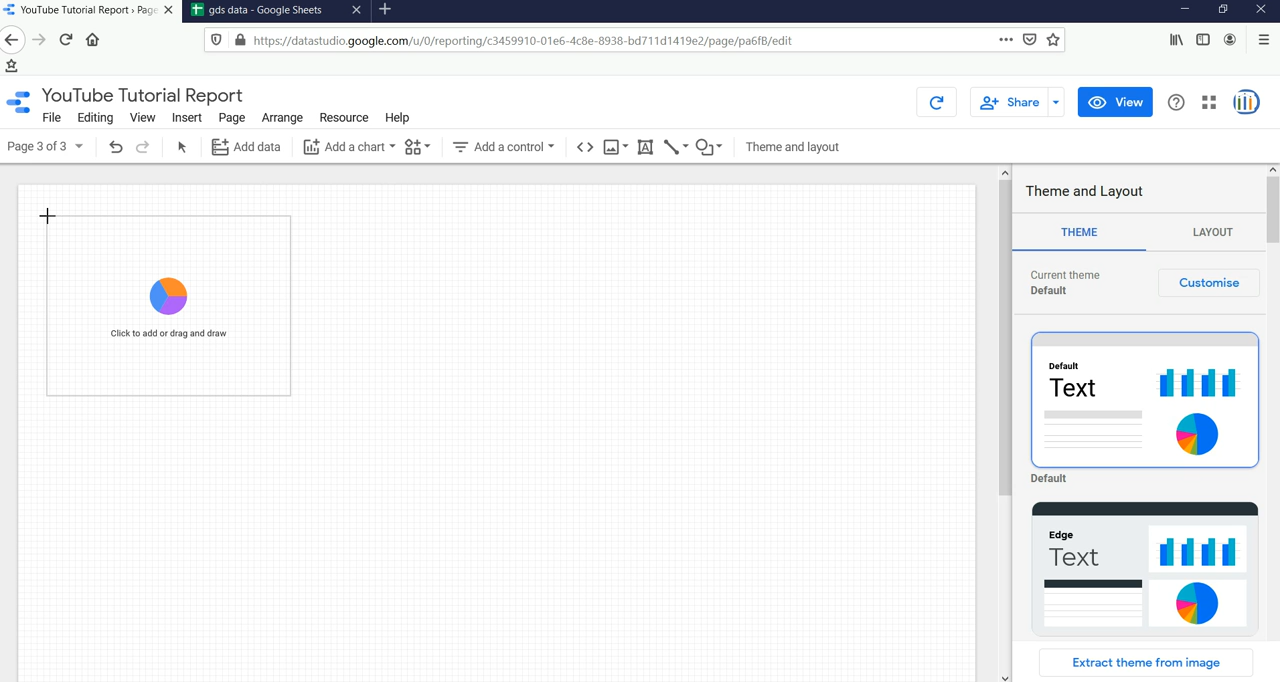 YouTube Tutorial Report › Page
gds data - Google Sheets
https://datastudio.google.com/u/0/reporting/c3459910-01e6-4c8e-8938-bd711d1419e2/page/pa6fB/edit
YouTube Tutorial Report
File Editing View Insert Page Arrange Resource Help
Share
View
Page 3 of 3
Add data
Add a chart
Add a control
Theme and layout
Click to add or drag and draw
Theme and Layout
THEME
LAYOUT
Current theme
Default
Customise
Default
Text
Default
Edge
Text
Extract theme from image